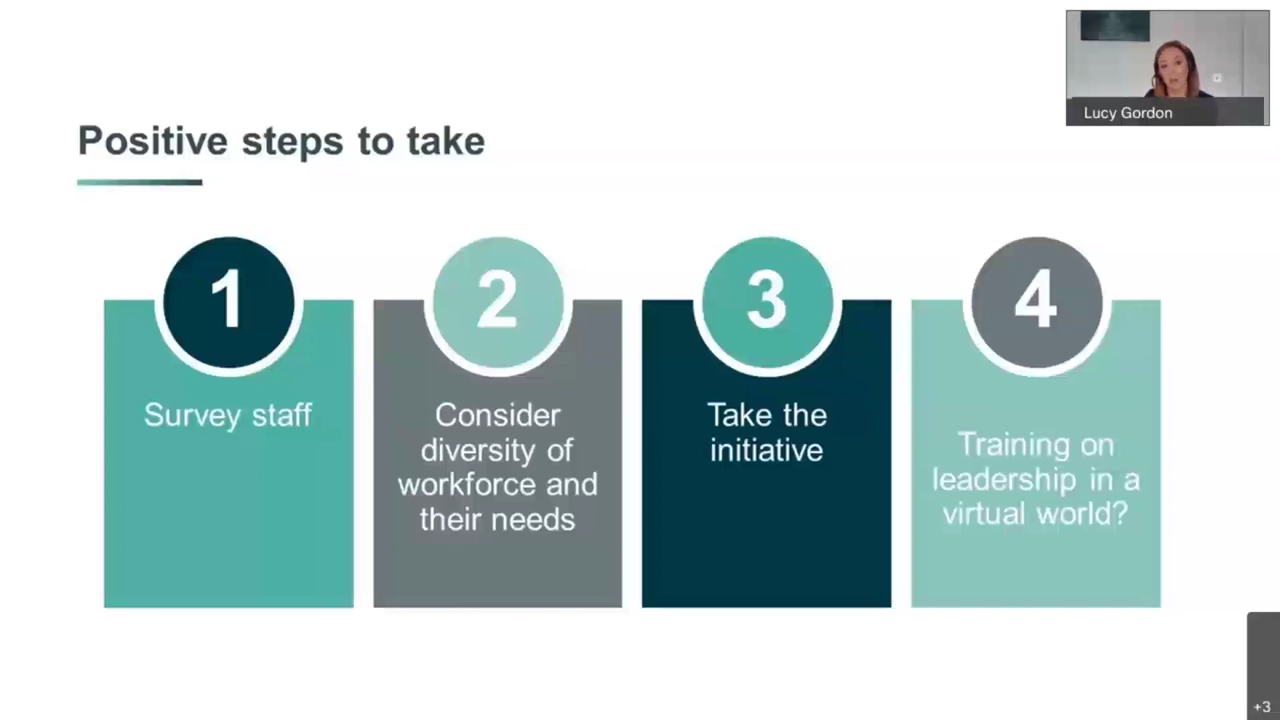 Lucy Gordon
Positive steps to take
1
Survey staff
2
Consider
diversity of
workforce and
their needs
3
Take the
initiative
4
Training on
leadership in a
virtual world?
+3